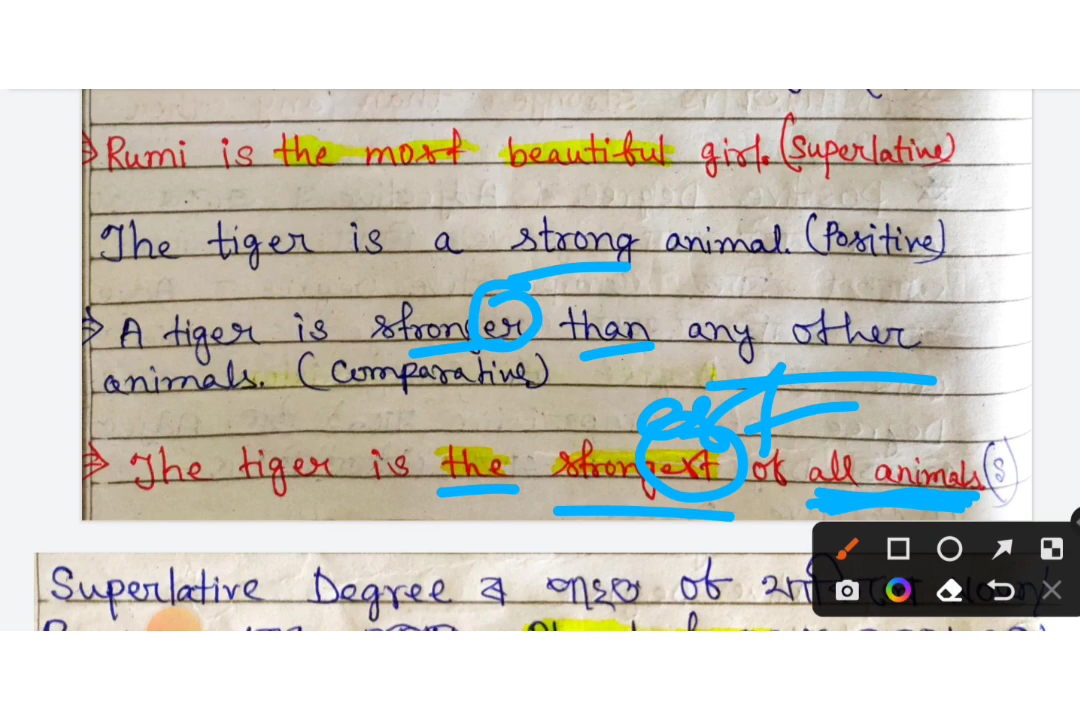 ⇒ Rumi is the most beautiful girl. (Superlative)
The tiger is a strong animal. (Positive)
⇒ A tiger is stronger than any other
animals. (Comparative)
est
⇒ The tiger is the strongest of all animals (s)
Superlative Degree ৰ পাছত of